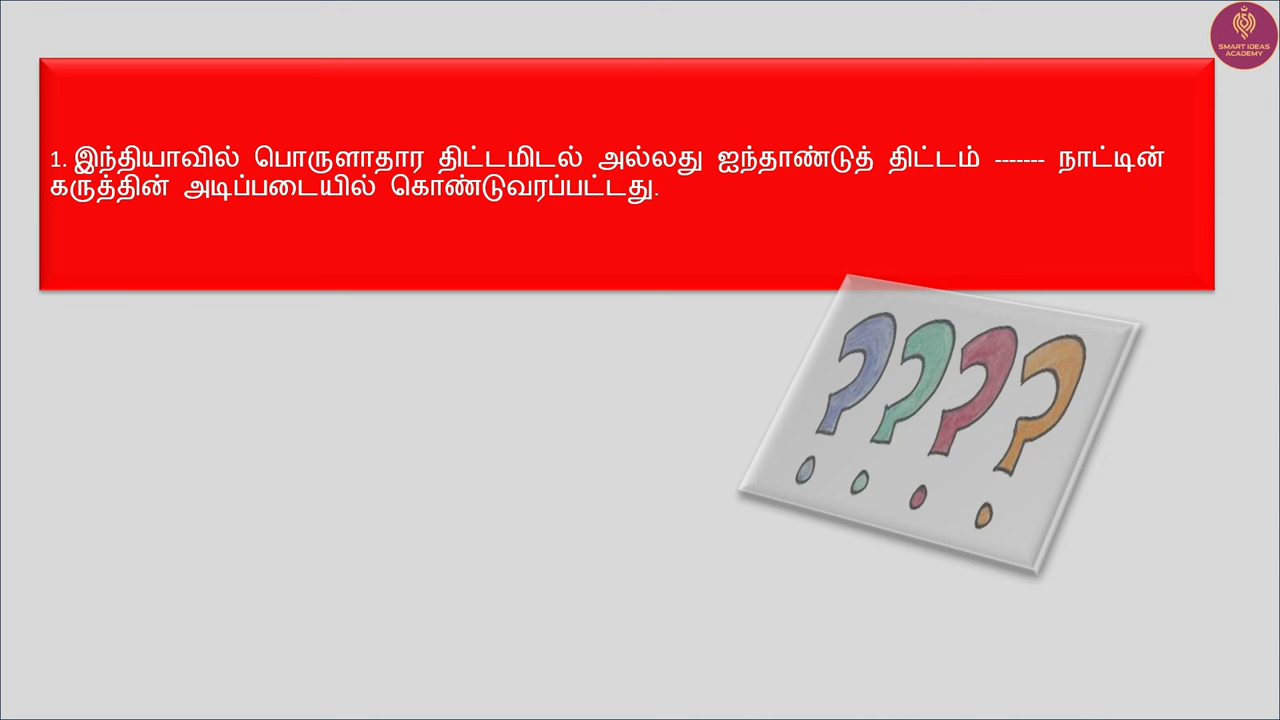 SMART IDEAS
ACADEMY
1. இந்தியாவில் பொருளாதார திட்டமிடல் அல்லது ஐந்தாண்டுத் திட்டம் ------- நாட்டின்
கருத்தின் அடிப்படையில் கொண்டுவரப்பட்டது.